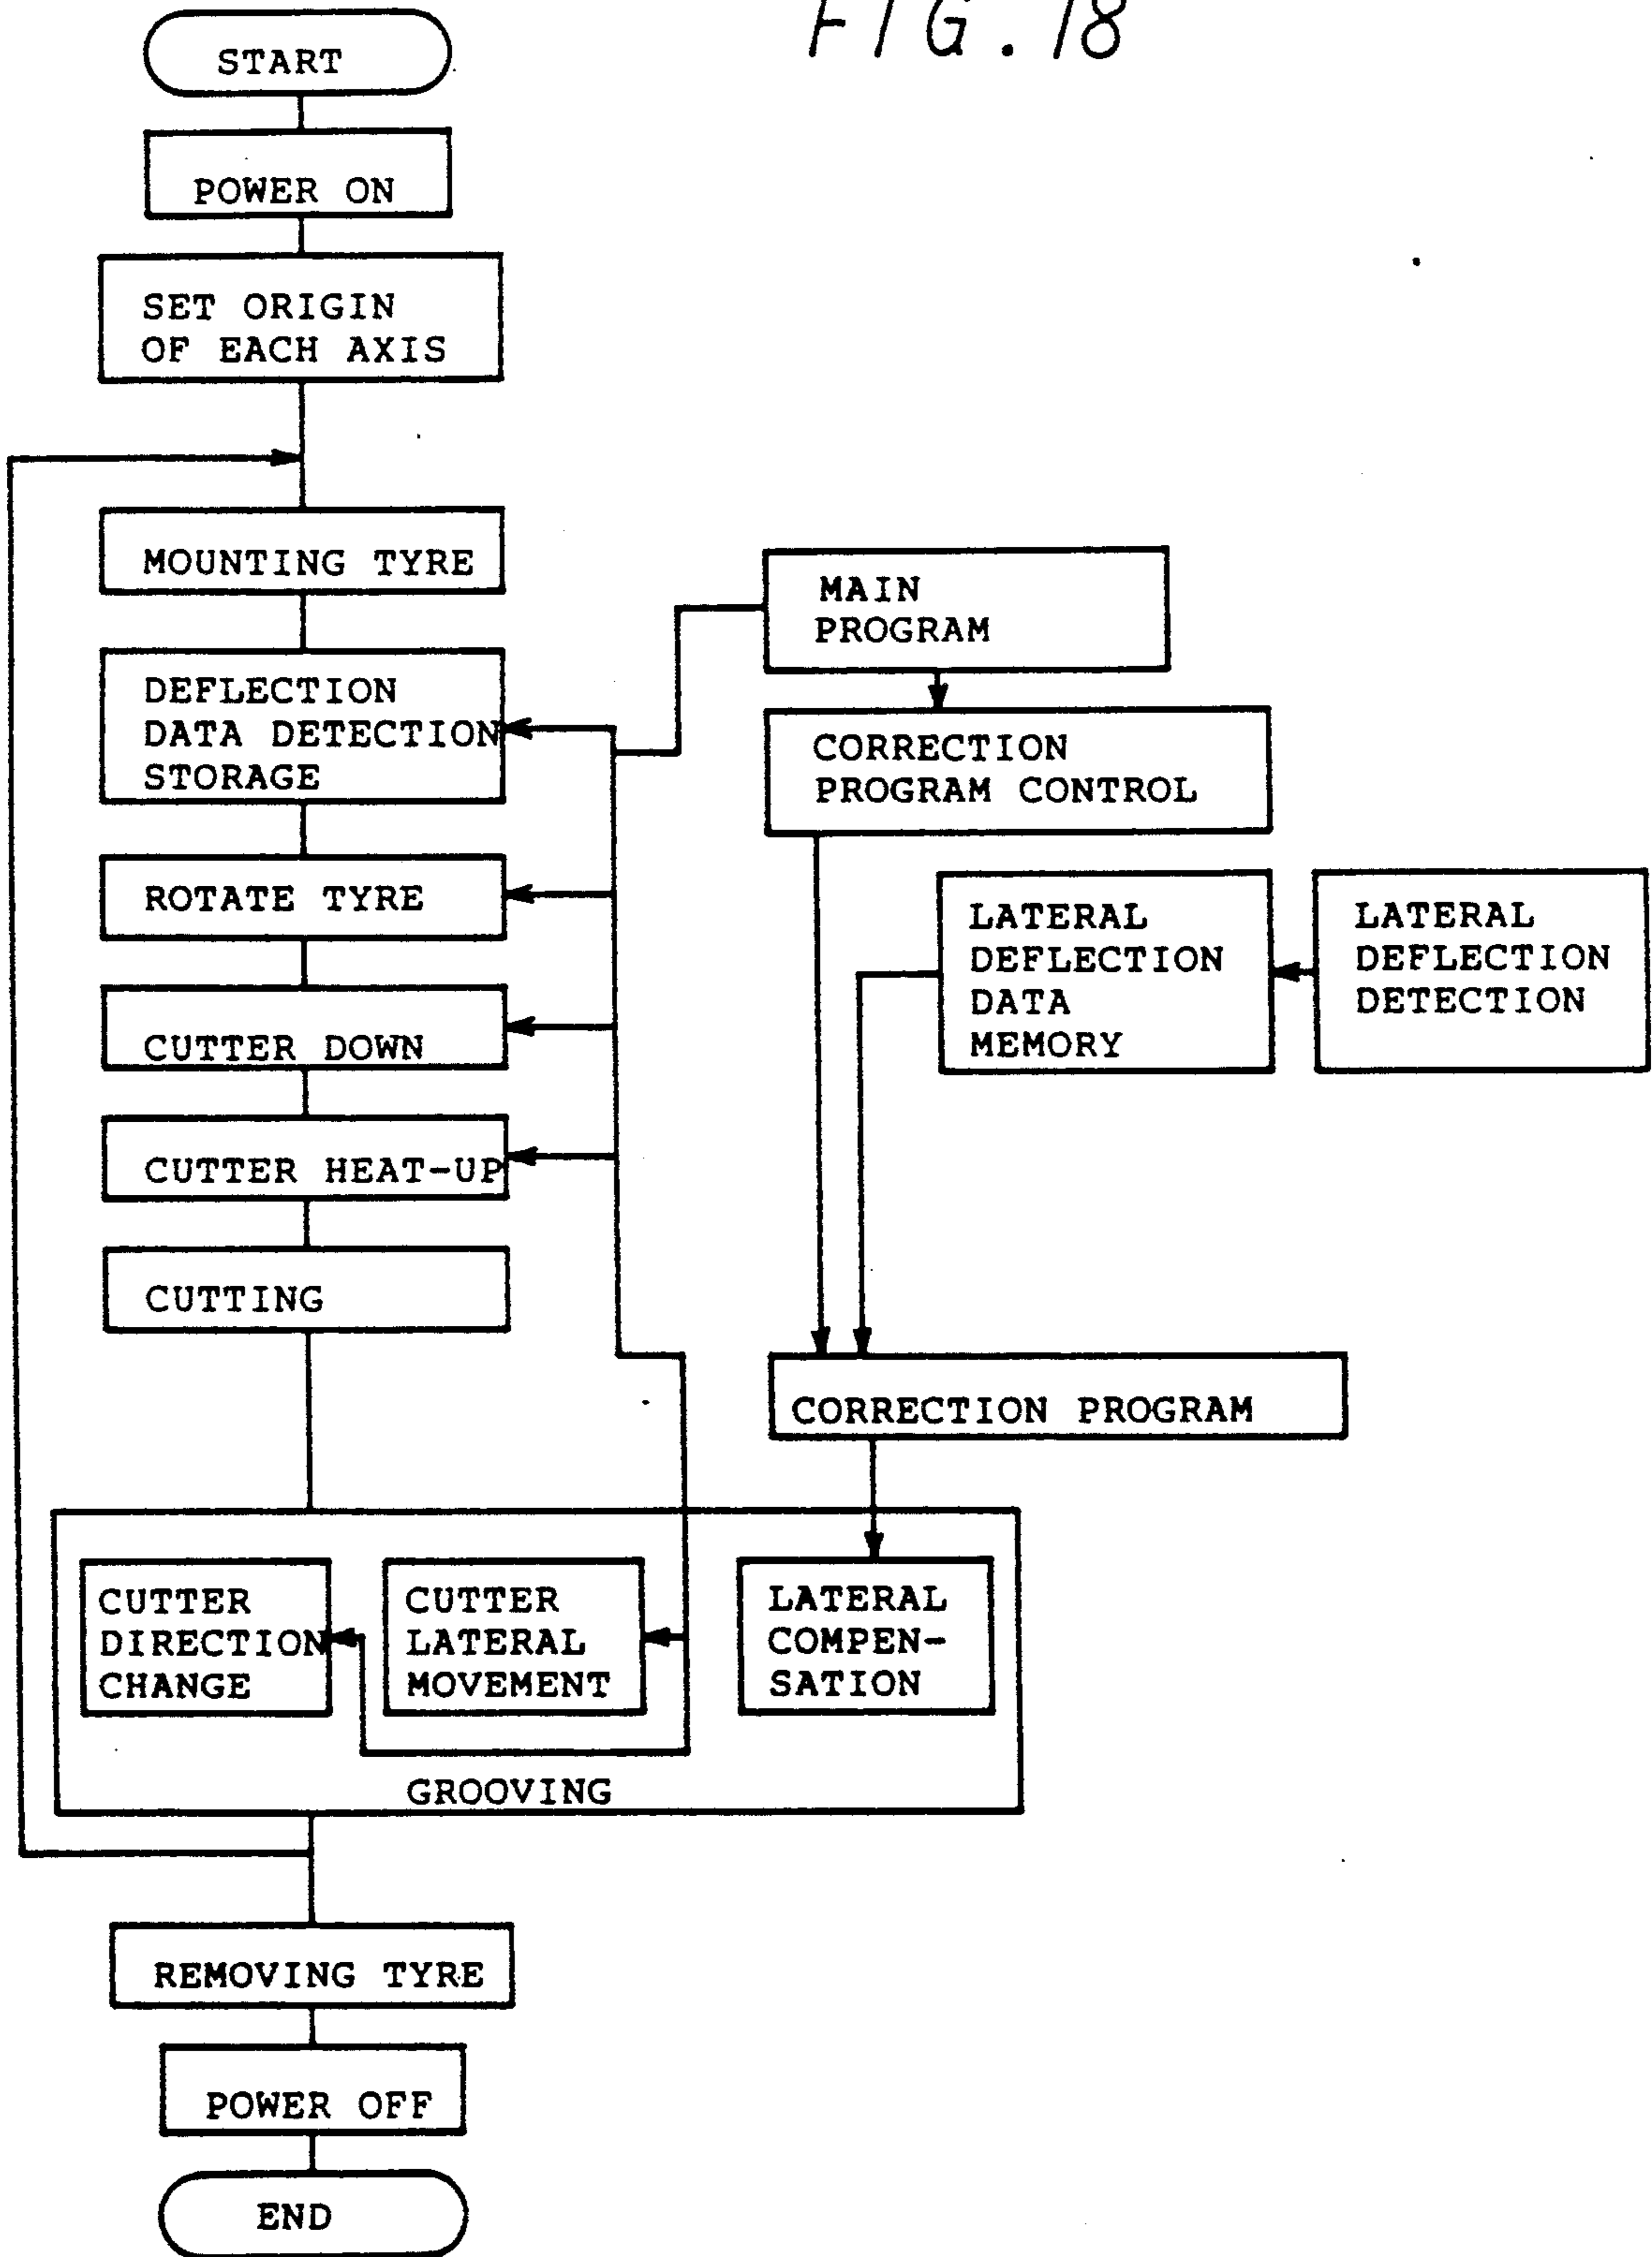 FIG. 18
START
POWER ON
SET ORIGIN
OF EACH AXIS
MOUNTING TYRE
DEFLECTION
DATA DETECTION
STORAGE
ROTATE TYRE
CUTTER DOWN
CUTTER HEAT-UP
CUTTING
MAIN
PROGRAM
CORRECTION
PROGRAM CONTROL
LATERAL
DEFLECTION
DATA
MEMORY
LATERAL
DEFLECTION
DETECTION
CORRECTION PROGRAM
CUTTER
DIRECTION
CHANGE
CUTTER
LATERAL
MOVEMENT
LATERAL
COMPEN-
SATION
GROOVING
REMOVING TYRE
POWER OFF
END